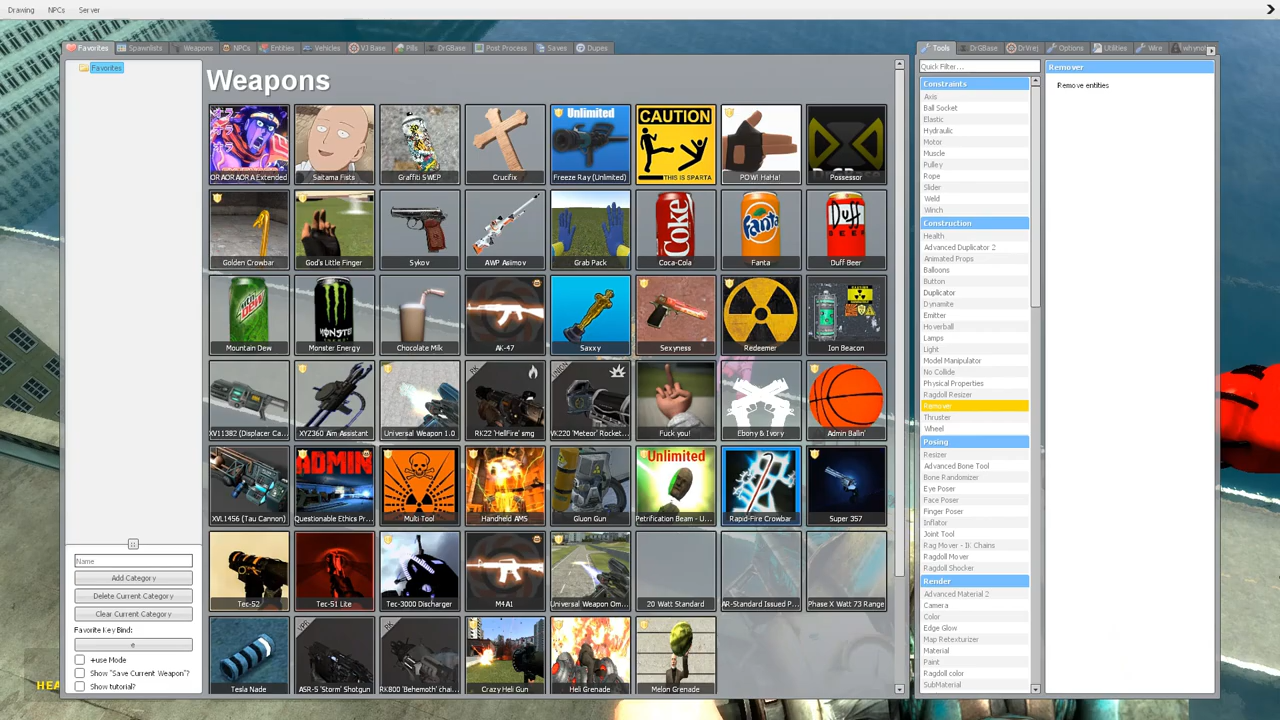 Drawing NPCs Server
Favorites Spawnlists Weapons NPCs Entities Vehicles VJ Base Pills DrGBase Post Process Saves Dupes
Favorites
Weapons
ORAORAORA Extended
Saitama Fists
Graffiti SWEP
Crucifix
Unlimited
Freeze Ray (Unlimited)
CAUTION
THIS IS SPARTA
POW! HaHa!
Possessor
Golden Crowbar
God's Little Finger
Sykov
AWP Asiimov
Grab Pack
Coke
Coca-Cola
Fanta
Fanta
Duff
BEER
Duff Beer
Mountain Dew
MONSTER
Monster Energy
Chocolate Milk
AK-47
Saxxy
Sexyness
Redeemer
Ion Beacon
XV11382 (Displacer Ca...
XYZ360 Aim Assistant
Universal Weapon 1.0
RK22 'HellFire' smg
VK220 'Meteor' Rocket...
Fuck you!
Ebony & Ivory
Admin Ballin'
XVL1456 (Tau Cannon)
ADMIN
Questionable Ethics Pr...
Multi Tool
Handheld AMS
Gluon Gun
Unlimited
Petrification Beam - U...
Rapid-Fire Crowbar
Super 357
Tec-52
Tec-51 Lite
Tec-3000 Discharger
M4A1
Universal Weapon Om...
20 Watt Standard
AR-Standard Issued P...
Phase X Watt 73 Range
Tesla Nade
ASR-S 'Storm' Shotgun
RK800 'Behemoth' chai...
Crazy Heli Gun
Heli Grenade
Melon Grenade
Name
Add Category
Delete Current Category
Clear Current Category
Favorite Key Bind:
e
+use Mode
Show "Save Current Weapon"?
Show tutorial?
Tools DrGBase DrVrej Options Utilities Wire whynot
Quick Filter...
Constraints
Axis
Ball Socket
Elastic
Hydraulic
Motor
Muscle
Pulley
Rope
Slider
Weld
Winch
Construction
Health
Advanced Duplicator 2
Animated Props
Balloons
Button
Duplicator
Dynamite
Emitter
Hoverball
Lamps
Light
Model Manipulator
No Collide
Physical Properties
Ragdoll Resizer
Remover
Thruster
Wheel
Posing
Resizer
Advanced Bone Tool
Bone Randomizer
Eye Poser
Face Poser
Finger Poser
Inflator
Joint Tool
Rag Mover - IK Chains
Ragdoll Mover
Ragdoll Shocker
Render
Advanced Material 2
Camera
Color
Edge Glow
Map Retexturizer
Material
Paint
Ragdoll color
SubMaterial
Remover
Remove entities